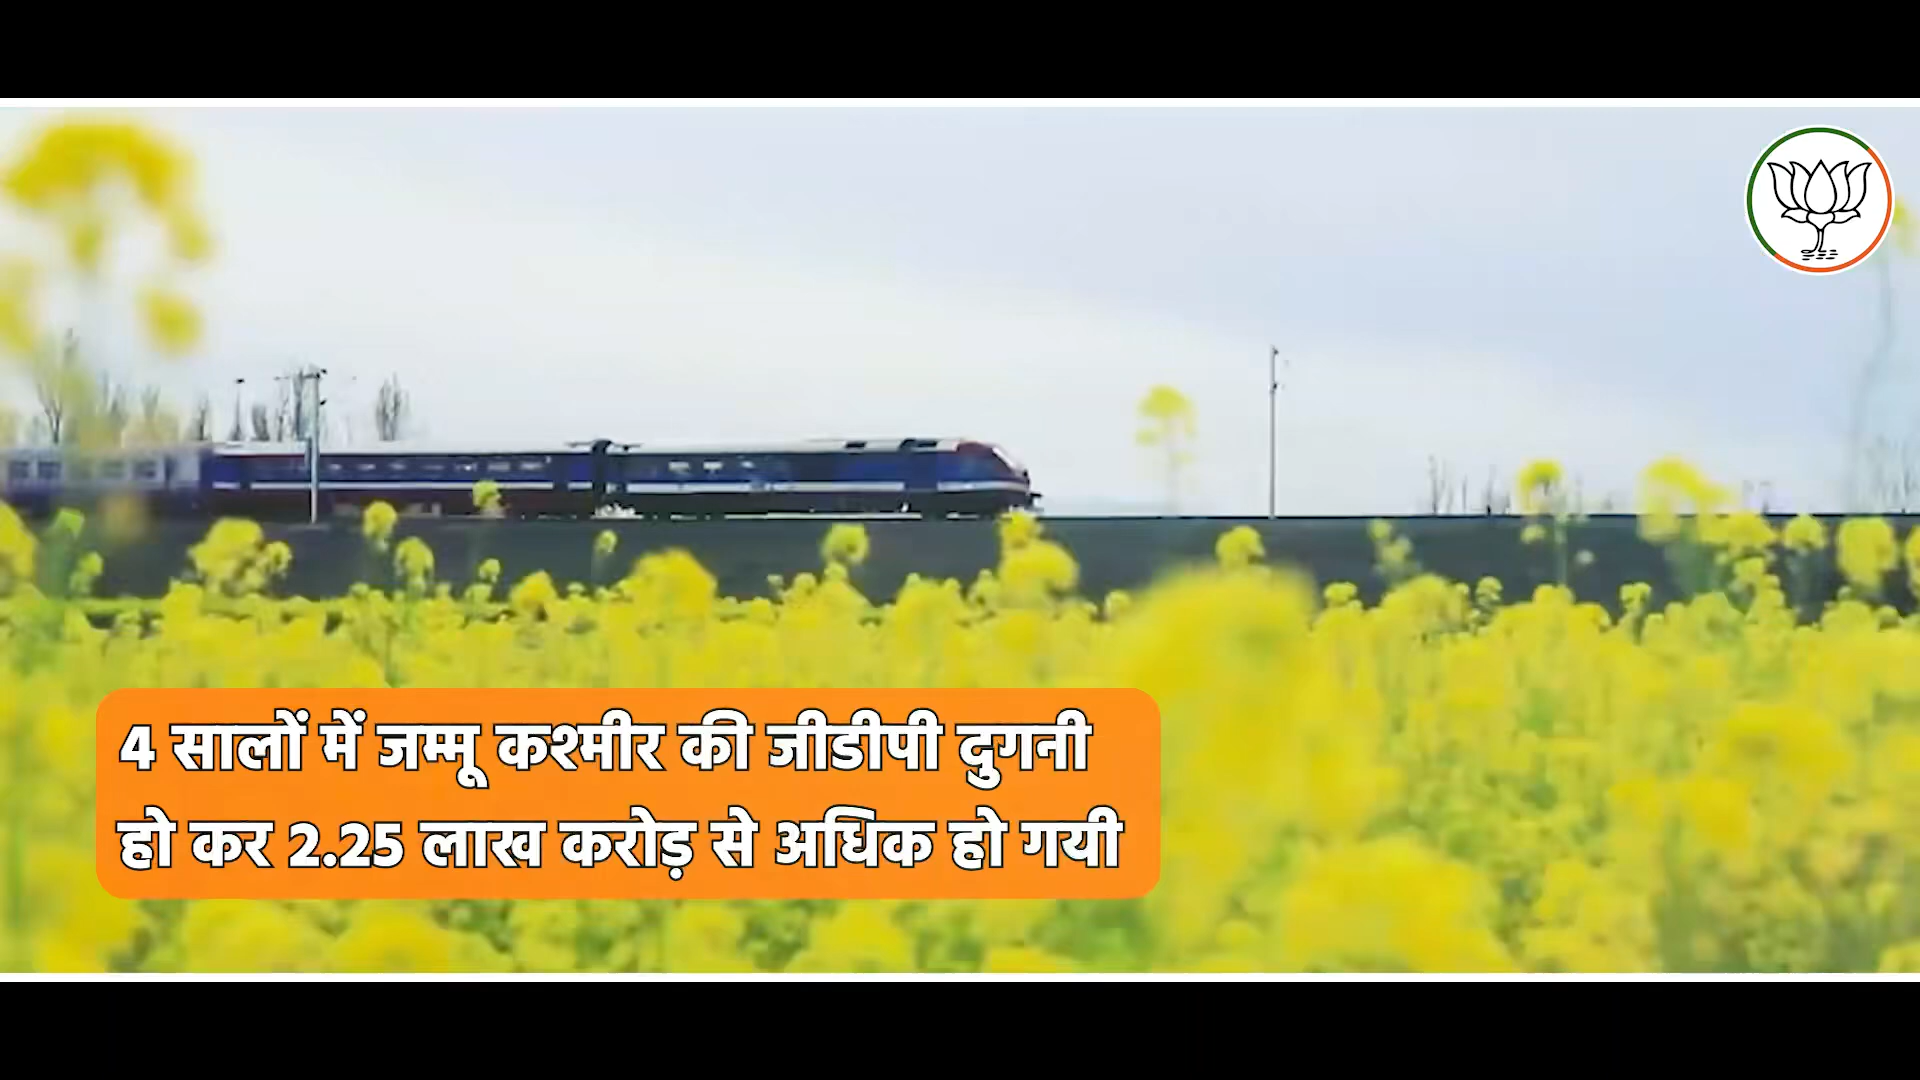 4 सालों में जम्मू कश्मीर की जीडीपी दुगनी
हो कर 2.25 लाख करोड़ से अधिक हो गयी